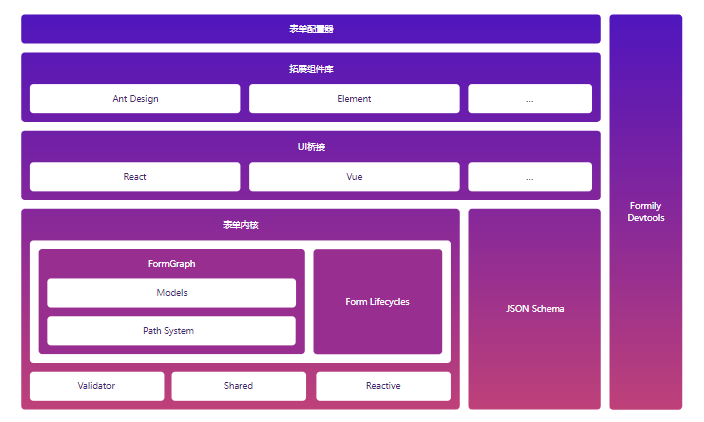 表单配置器
拓展组件库
Ant Design
Element
...
UI桥接
React
Vue
...
表单内核
FormGraph
Models
Path System
Form Lifecycles
Validator
Shared
Reactive
JSON Schema
Formily
Devtools